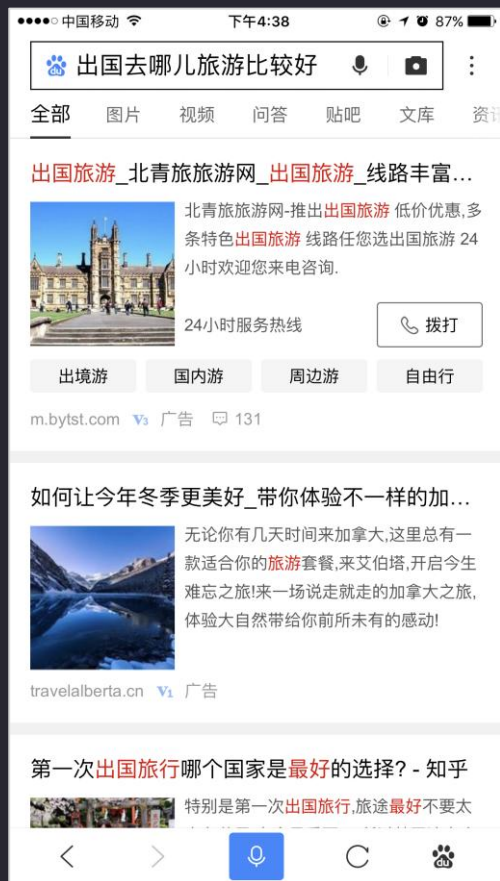 中国移动 下午4:38 87%
du 出国去哪儿旅游比较好
全部 图片 视频 问答 贴吧 文库
出国旅游_北青旅旅游网_出国旅游_线路丰富...
北青旅旅游网-推出出国旅游 低价优惠,多
条特色出国旅游 线路任您选出国旅游 24
小时欢迎您来电咨询.
24小时服务热线 拨打
出境游 国内游 周边游 自由行
m.bytst.com V3 广告 131
如何让今年冬季更美好_带你体验不一样的加...
无论你有几天时间来加拿大,这里总有一
款适合你的旅游套餐,来艾伯塔,开启今生
难忘之旅!来一场说走就走的加拿大之旅,
体验大自然带给你前所未有的感动!
travelalberta.cn V1 广告
第一次出国旅行哪个国家是最好的选择? - 知乎
特别是第一次出国旅行,旅途最好不要太
du